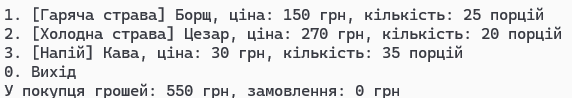 1. [Гаряча страва] Борщ, ціна: 150 грн, кількість: 25 порцій
2. [Холодна страва] Цезар, ціна: 270 грн, кількість: 20 порцій
3. [Напій] Кава, ціна: 30 грн, кількість: 35 порцій
0. Вихід
У покупця грошей: 550 грн, замовлення: 0 грн